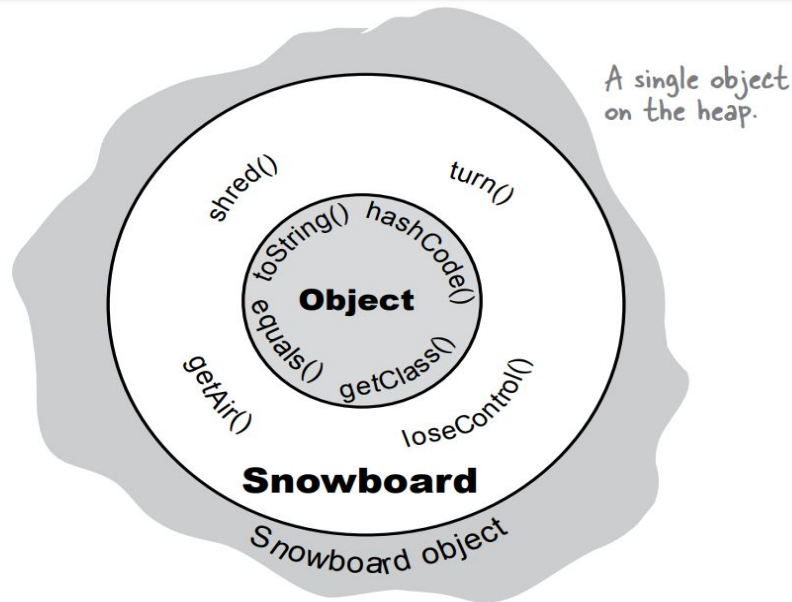 A single object
on the heap.
shred()
turn()
toString()
hashCode()
Object
equals()
getClass()
getAir()
loseControl()
Snowboard
Snowboard object